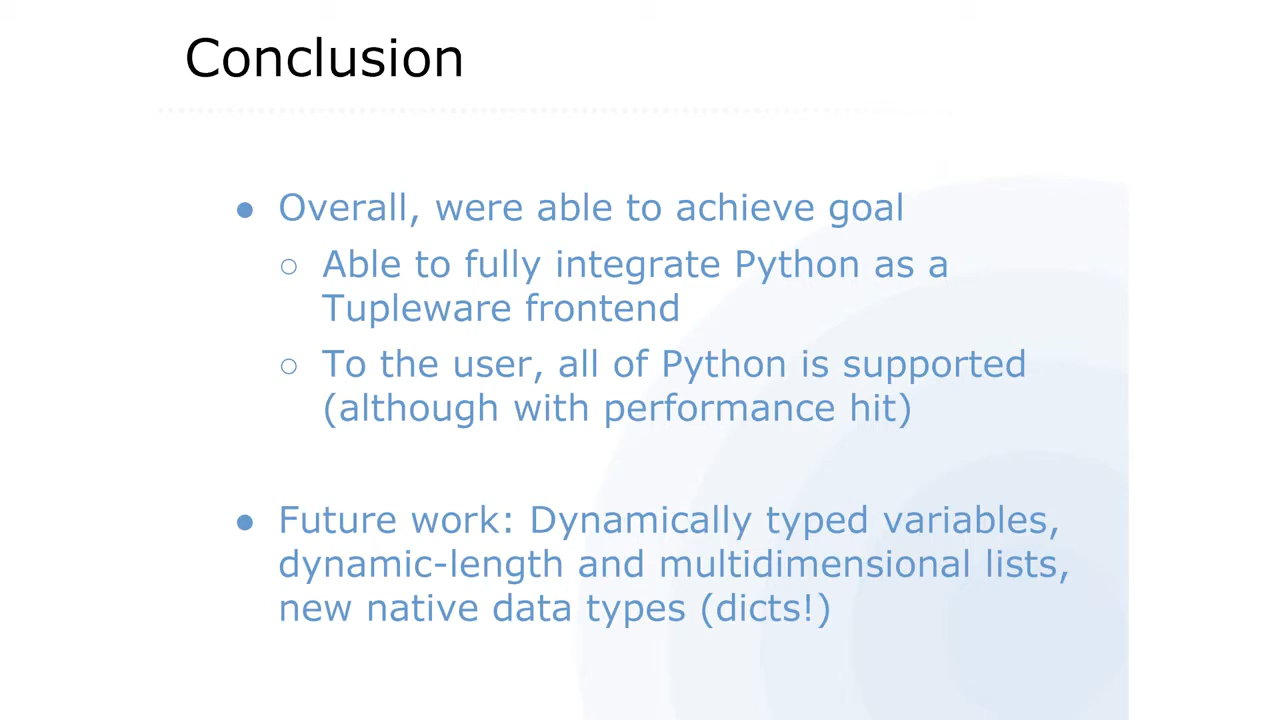 Conclusion
● Overall, were able to achieve goal
○ Able to fully integrate Python as a
Tupleware frontend
○ To the user, all of Python is supported
(although with performance hit)
● Future work: Dynamically typed variables,
dynamic-length and multidimensional lists,
new native data types (dicts!)